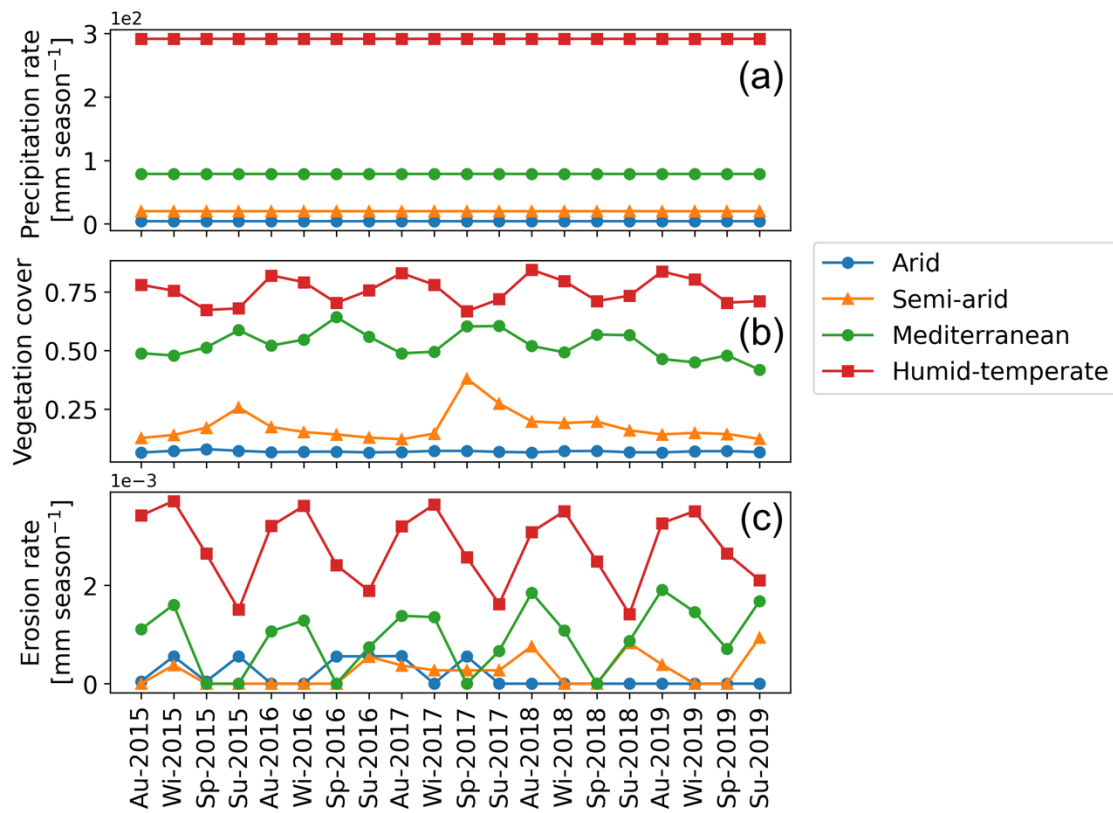 1e2
3
2
1
0
Precipitation rate
[mm season⁻¹]
(a)
0.75
0.50
0.25
Vegetation cover
(b)
1e−3
2
0
Erosion rate
[mm season⁻¹]
(c)
Au-2015
Wi-2015
Sp-2015
Su-2015
Au-2016
Wi-2016
Sp-2016
Su-2016
Au-2017
Wi-2017
Sp-2017
Su-2017
Au-2018
Wi-2018
Sp-2018
Su-2018
Au-2019
Wi-2019
Sp-2019
Su-2019
Arid
Semi-arid
Mediterranean
Humid-temperate